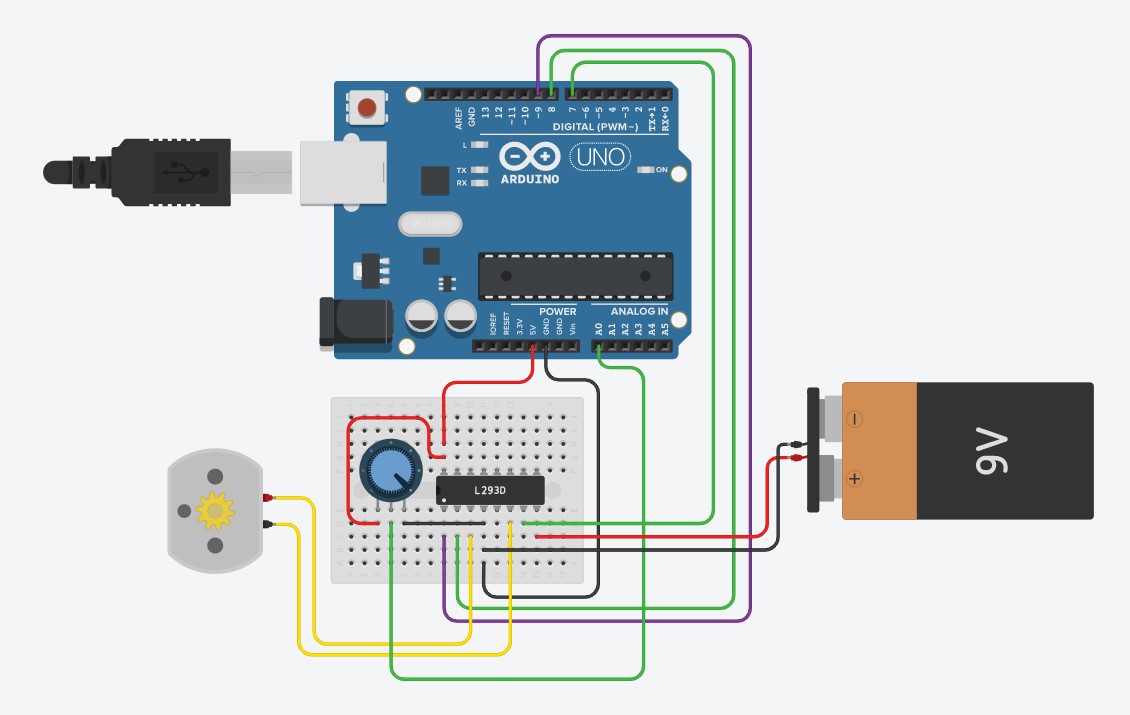 AREF
GND
13
12
~11
~10
~9
8
7
~6
~5
4
~3
2
TX→1
RX←0
DIGITAL (PWM~)
L
TX
RX
ARDUINO
UNO
ON
POWER
ANALOG IN
IOREF
RESET
3.3V
5V
GND
GND
Vin
A0
A1
A2
A3
A4
A5
L293D
9V